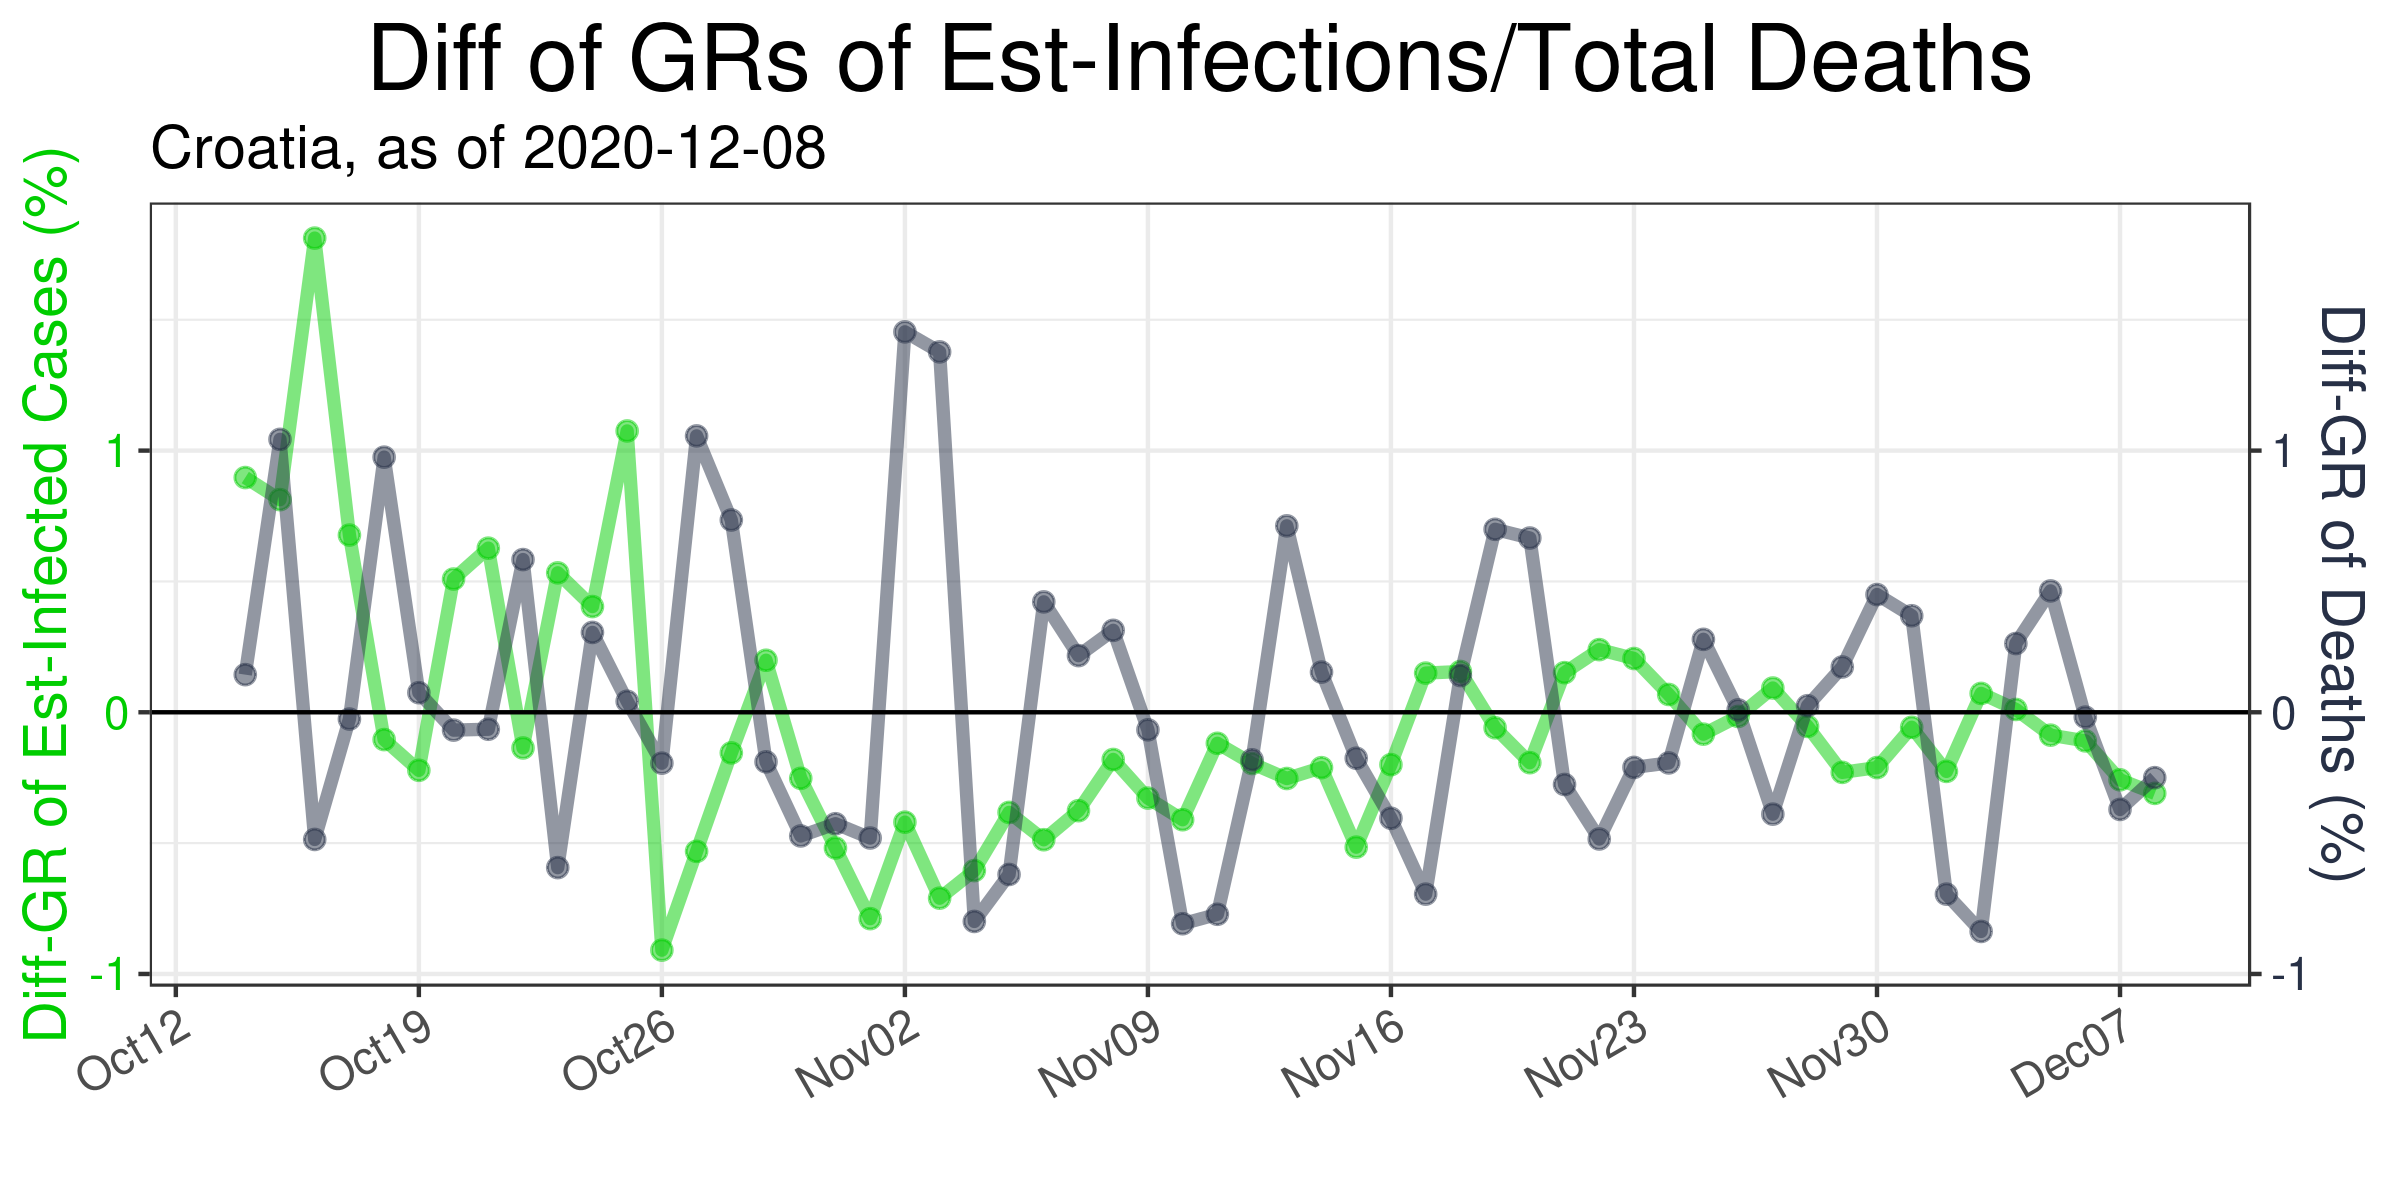 Diff of GRs of Est-Infections/Total Deaths
Croatia, as of 2020-12-08
Diff-GR of Est-Infected Cases (%)
1
0
-1
1
0
-1
Diff-GR of Deaths (%)
Oct12
Oct19
Oct26
Nov02
Nov09
Nov16
Nov23
Nov30
Dec07